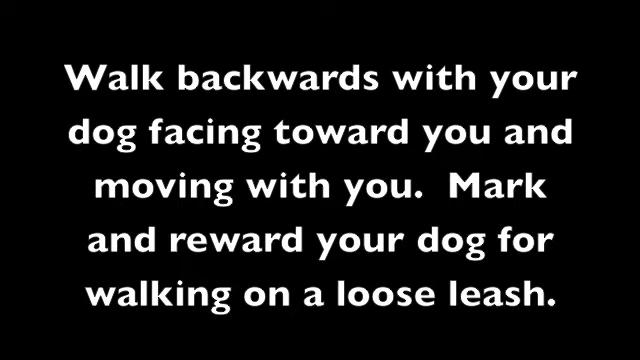 Walk backwards with your
dog facing toward you and
moving with you.  Mark
and reward your dog for
walking on a loose leash.